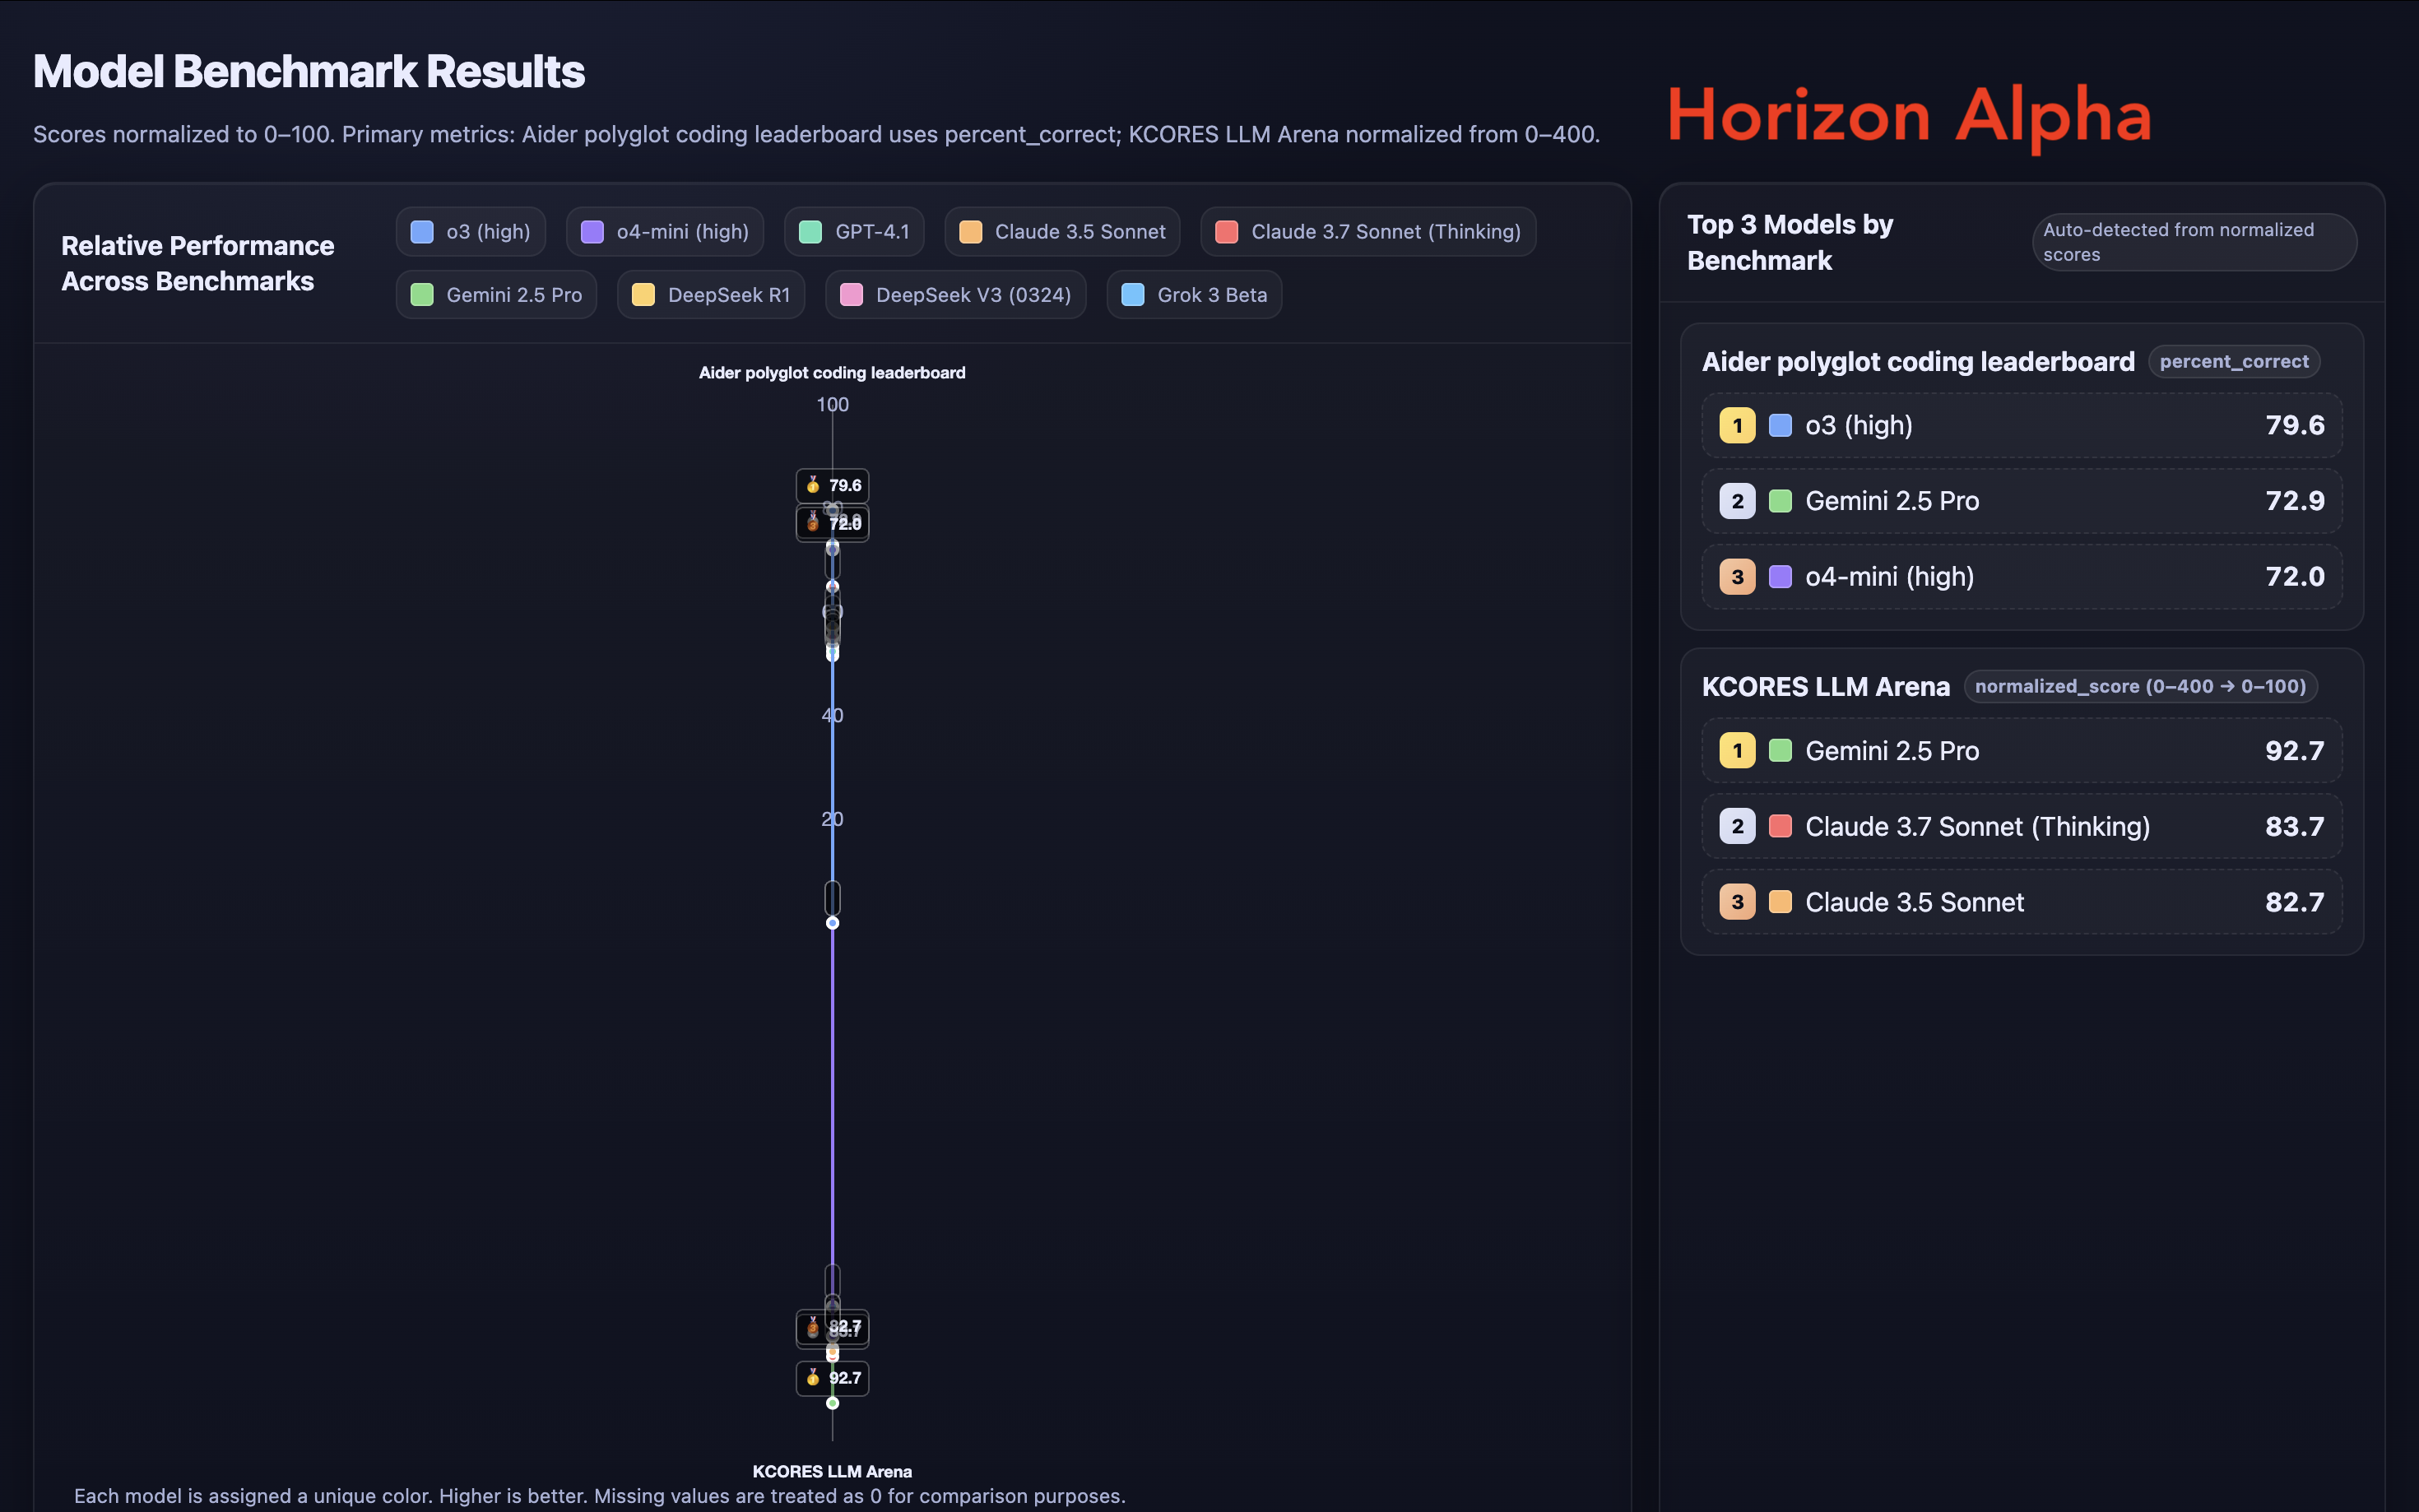 Model Benchmark Results
Scores normalized to 0–100. Primary metrics: Aider polyglot coding leaderboard uses percent_correct; KCORES LLM Arena normalized from 0–400.
Horizon Alpha
Relative Performance
Across Benchmarks
o3 (high)
o4-mini (high)
GPT-4.1
Claude 3.5 Sonnet
Claude 3.7 Sonnet (Thinking)
Gemini 2.5 Pro
DeepSeek R1
DeepSeek V3 (0324)
Grok 3 Beta
Aider polyglot coding leaderboard
100
79.6
72.0
40
20
82.7
92.7
KCORES LLM Arena
Each model is assigned a unique color. Higher is better. Missing values are treated as 0 for comparison purposes.
Top 3 Models by
Benchmark
Auto-detected from normalized
scores
Aider polyglot coding leaderboard percent_correct
1 o3 (high) 79.6
2 Gemini 2.5 Pro 72.9
3 o4-mini (high) 72.0
KCORES LLM Arena normalized_score (0–400 → 0–100)
1 Gemini 2.5 Pro 92.7
2 Claude 3.7 Sonnet (Thinking) 83.7
3 Claude 3.5 Sonnet 82.7